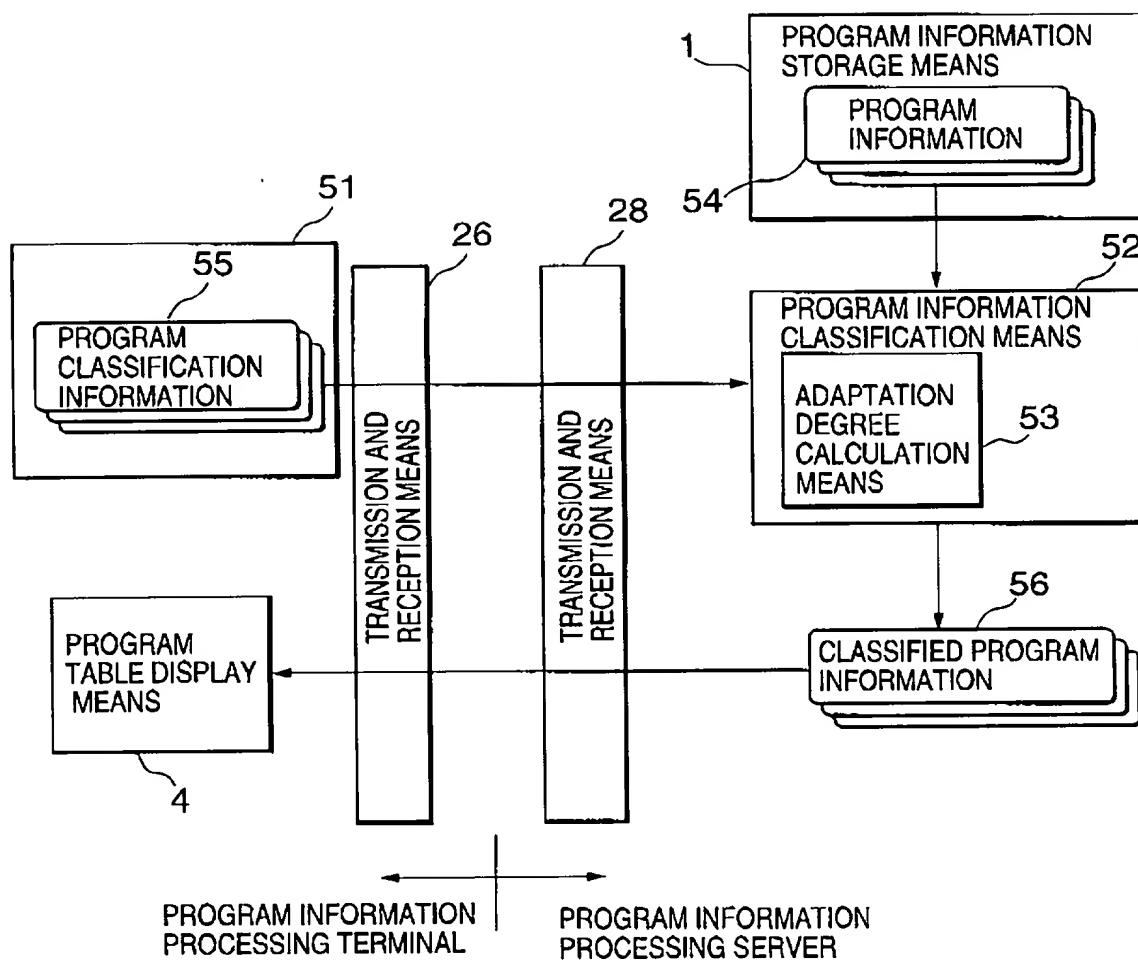 1
PROGRAM INFORMATION
STORAGE MEANS
PROGRAM
INFORMATION
54
51
26
28
52
55
PROGRAM
CLASSIFICATION
INFORMATION
TRANSMISSION AND
RECEPTION MEANS
TRANSMISSION AND
RECEPTION MEANS
PROGRAM INFORMATION
CLASSIFICATION MEANS
ADAPTATION
DEGREE
CALCULATION
MEANS
53
56
PROGRAM
TABLE DISPLAY
MEANS
4
CLASSIFIED PROGRAM
INFORMATION
PROGRAM INFORMATION
PROCESSING TERMINAL
PROGRAM INFORMATION
PROCESSING SERVER